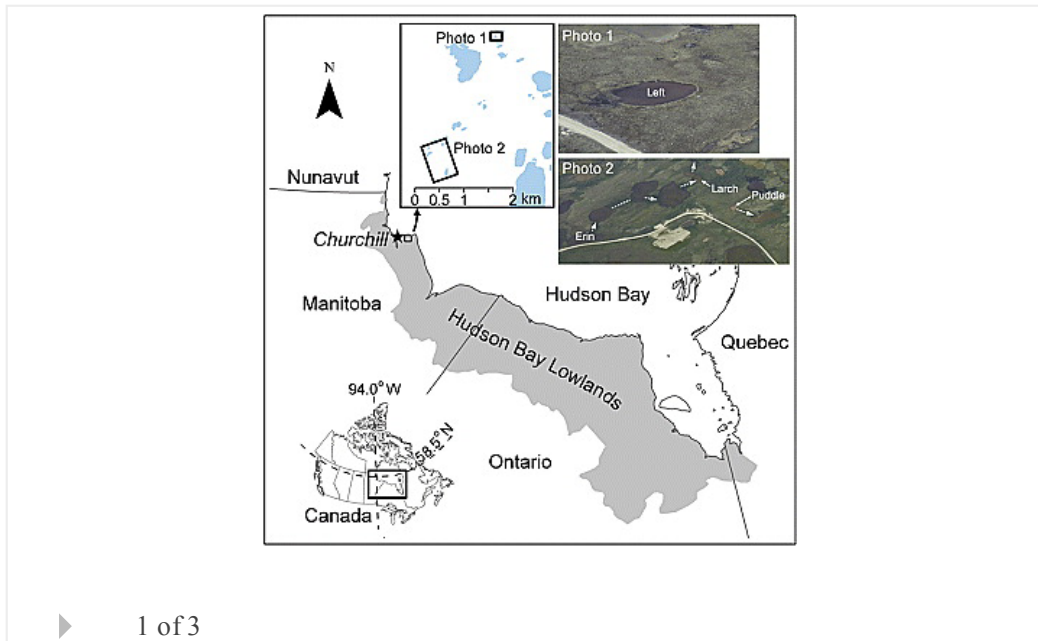 Photo 1
Photo 2
0 0.5 1 2
km
Photo 1
Left
Photo 2
Larch
Puddle
Erin
N
Nunavut
Churchill
Manitoba
Hudson Bay
Quebec
Hudson Bay Lowlands
Ontario
94.0° W
58.5° N
Canada
1 of 3